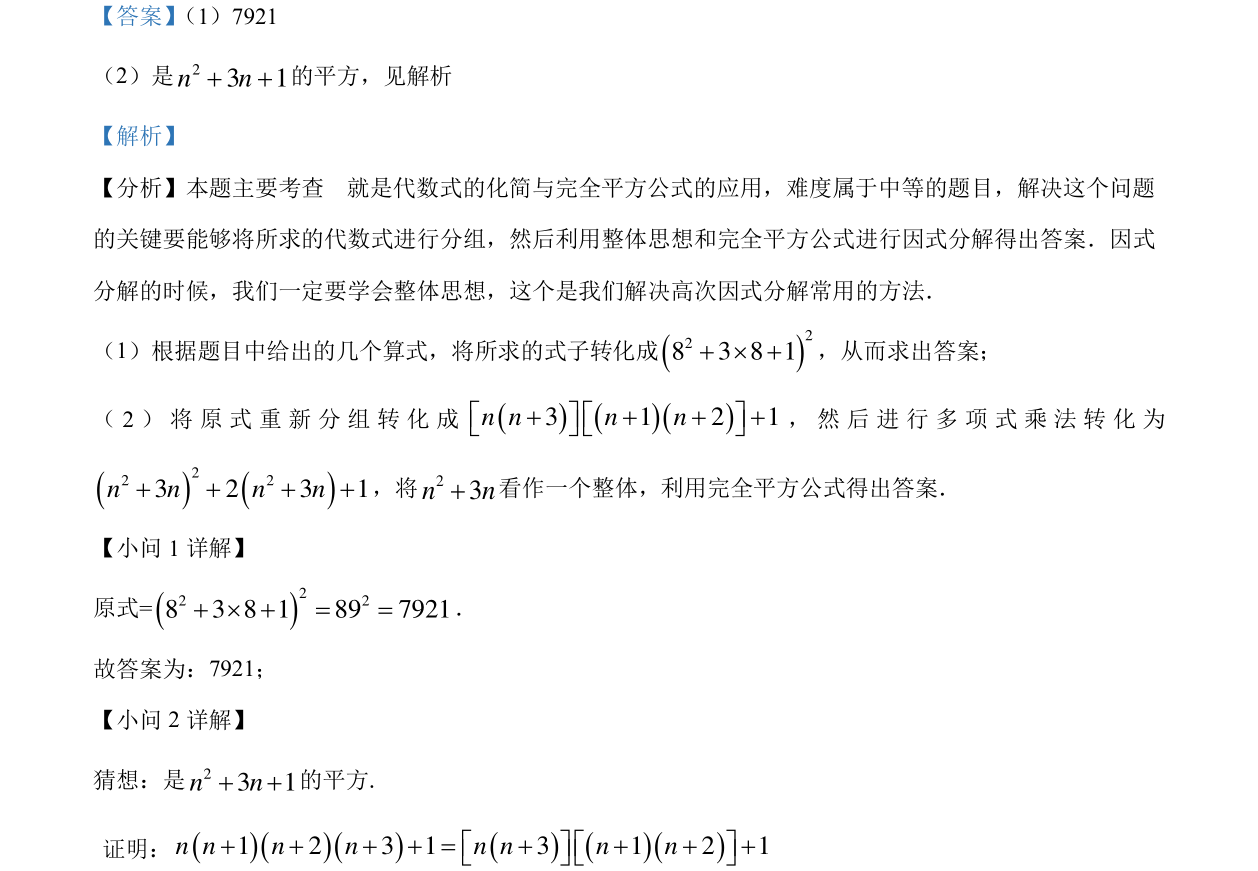 【答案】（1）7921
（2）是 n² + 3n + 1 的平方，见解析
【解析】
【分析】本题主要考查　就是代数式的化简与完全平方公式的应用，难度属于中等的题目，解决这个问题
的关键要能够将所求的代数式进行分组，然后利用整体思想和完全平方公式进行因式分解得出答案．因式
分解的时候，我们一定要学会整体思想，这个是我们解决高次因式分解常用的方法．
（1）根据题目中给出的几个算式，将所求的式子转化成(8² + 3×8 + 1)²，从而求出答案；
（2）将原式重新分组转化成[n(n+3)][(n+1)(n+2)]+1，然后进行多项式乘法转化为
(n² + 3n)² + 2(n² + 3n) + 1，将 n² + 3n 看作一个整体，利用完全平方公式得出答案．
【小问 1 详解】
原式=(8² + 3×8 + 1)² = 89² = 7921．
故答案为：7921；
【小问 2 详解】
猜想：是 n² + 3n + 1 的平方.
证明：n(n+1)(n+2)(n+3)+1=[n(n+3)][(n+1)(n+2)]+1